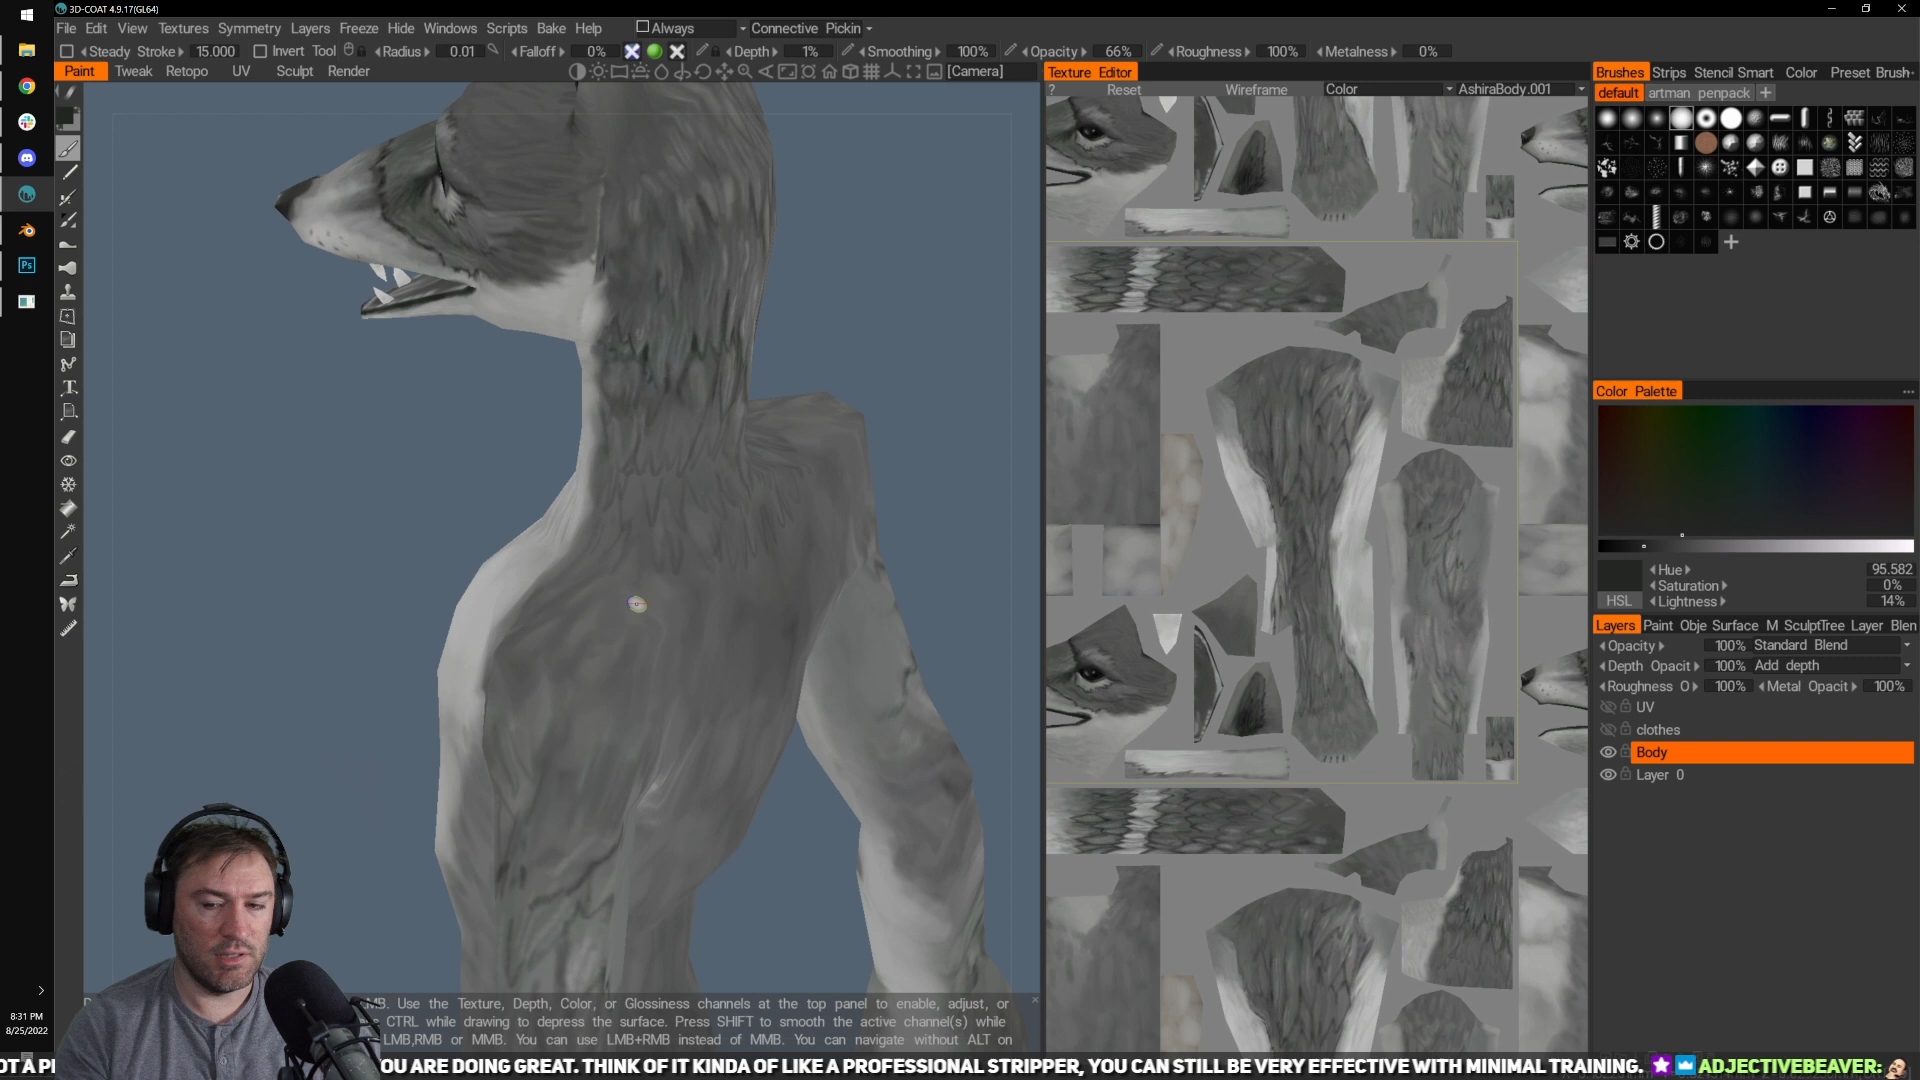 3D-COAT 4.9.17(GL64)
File Edit View Textures Symmetry Layers Freeze Hide Windows Scripts Bake Help Always Connective Pickin
Steady Stroke 15.000 Invert Tool Radius 0.01 Falloff 0% Depth 1% Smoothing 100% Opacity 66% Roughness 100% Metalness 0%
Paint Tweak Retopo UV Sculpt Render [Camera]
Texture Editor
? Reset Wireframe Color AshiraBody.001
Brushes Strips Stencil Smart Color Preset Brush
default artman penpack +
Color Palette
Hue 95.582
Saturation 0%
HSL Lightness 14%
Layers Paint Obje Surface M SculptTree Layer Blen
Opacity 100% Standard Blend
Depth Opacit 100% Add depth
Roughness O 100% Metal Opacit 100%
UV
clothes
Body
Layer 0
Ps
8:31 PM
8/25/2022
MB. Use the Texture, Depth, Color, or Glossiness channels at the top panel to enable, adjust, or
CTRL while drawing to depress the surface. Press SHIFT to smooth the active channel(s) while
LMB,RMB or MMB. You can use LMB+RMB instead of MMB. You can navigate without ALT on
OT A P YOU ARE DOING GREAT. THINK OF IT KINDA OF LIKE A PROFESSIONAL STRIPPER, YOU CAN STILL BE VERY EFFECTIVE WITH MINIMAL TRAINING. ADJECTIVEBEAVER: